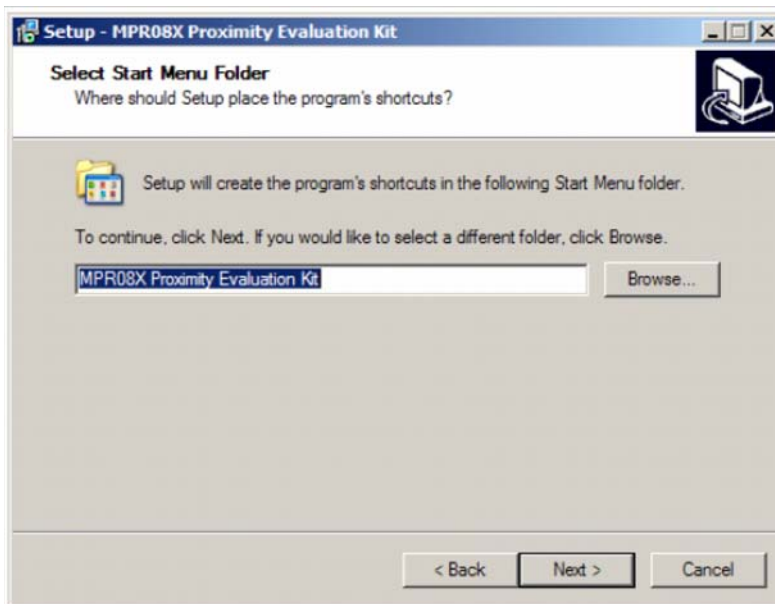 Setup - MPR08X Proximity Evaluation Kit
Select Start Menu Folder
Where should Setup place the program's shortcuts?
Setup will create the program's shortcuts in the following Start Menu folder.
To continue, click Next. If you would like to select a different folder, click Browse.
MPR08X Proximity Evaluation Kit
Browse...
< Back
Next >
Cancel